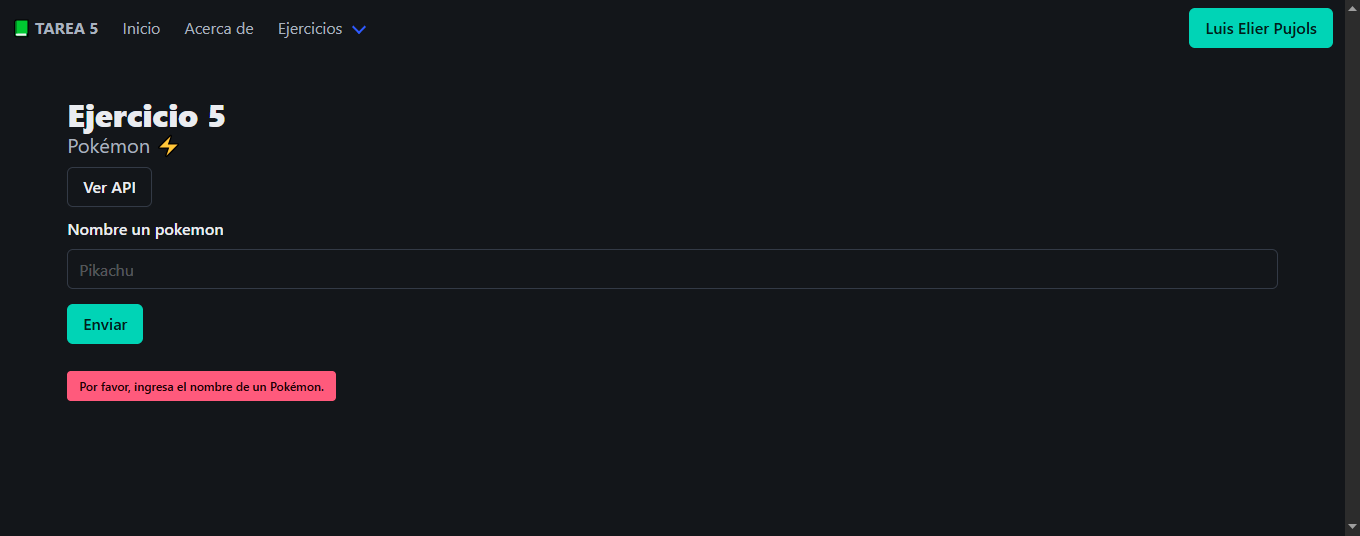 TAREA 5 Inicio Acerca de Ejercicios Luis Elier Pujols
Ejercicio 5
Pokémon
Ver API
Nombre un pokemon
Pikachu
Enviar
Por favor, ingresa el nombre de un Pokémon.